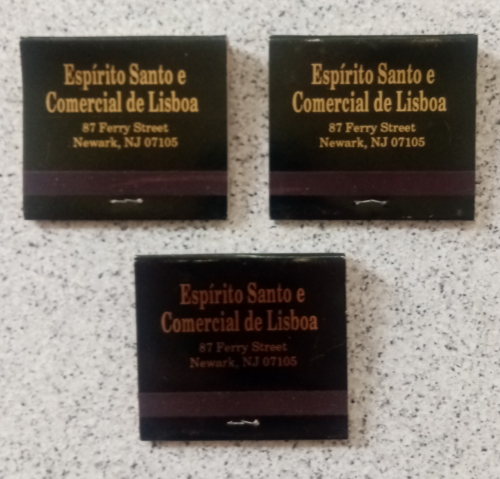 Espírito Santo e
Comercial de Lisboa
87 Ferry Street
Newark, NJ 07105
Espírito Santo e
Comercial de Lisboa
87 Ferry Street
Newark, NJ 07105
Espírito Santo e
Comercial de Lisboa
87 Ferry Street
Newark, NJ 07105